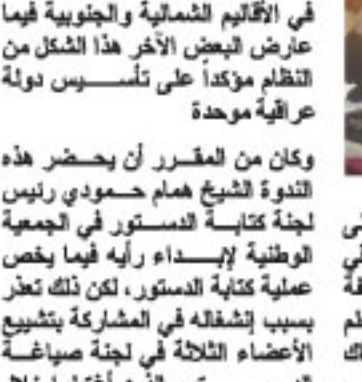 في الأقاليم الشمالية والجنوبية فيما
عارض البعض الآخر هذا الشكل من
النظام مؤكداً على تأسيس دولة
عراقية موحدة
وكان من المقرر أن يحضر هذه
الندوة الشيخ همام حمودي رئيس
لجنة كتابة الدستور في الجمعية
الوطنية لإبداء رأيه فيما يخص
عملية كتابة الدستور، لكن ذلك تعذر
بسبب إنشغاله في المشاركة بتشييع
الأعضاء الثلاثة في لجنة صياغة